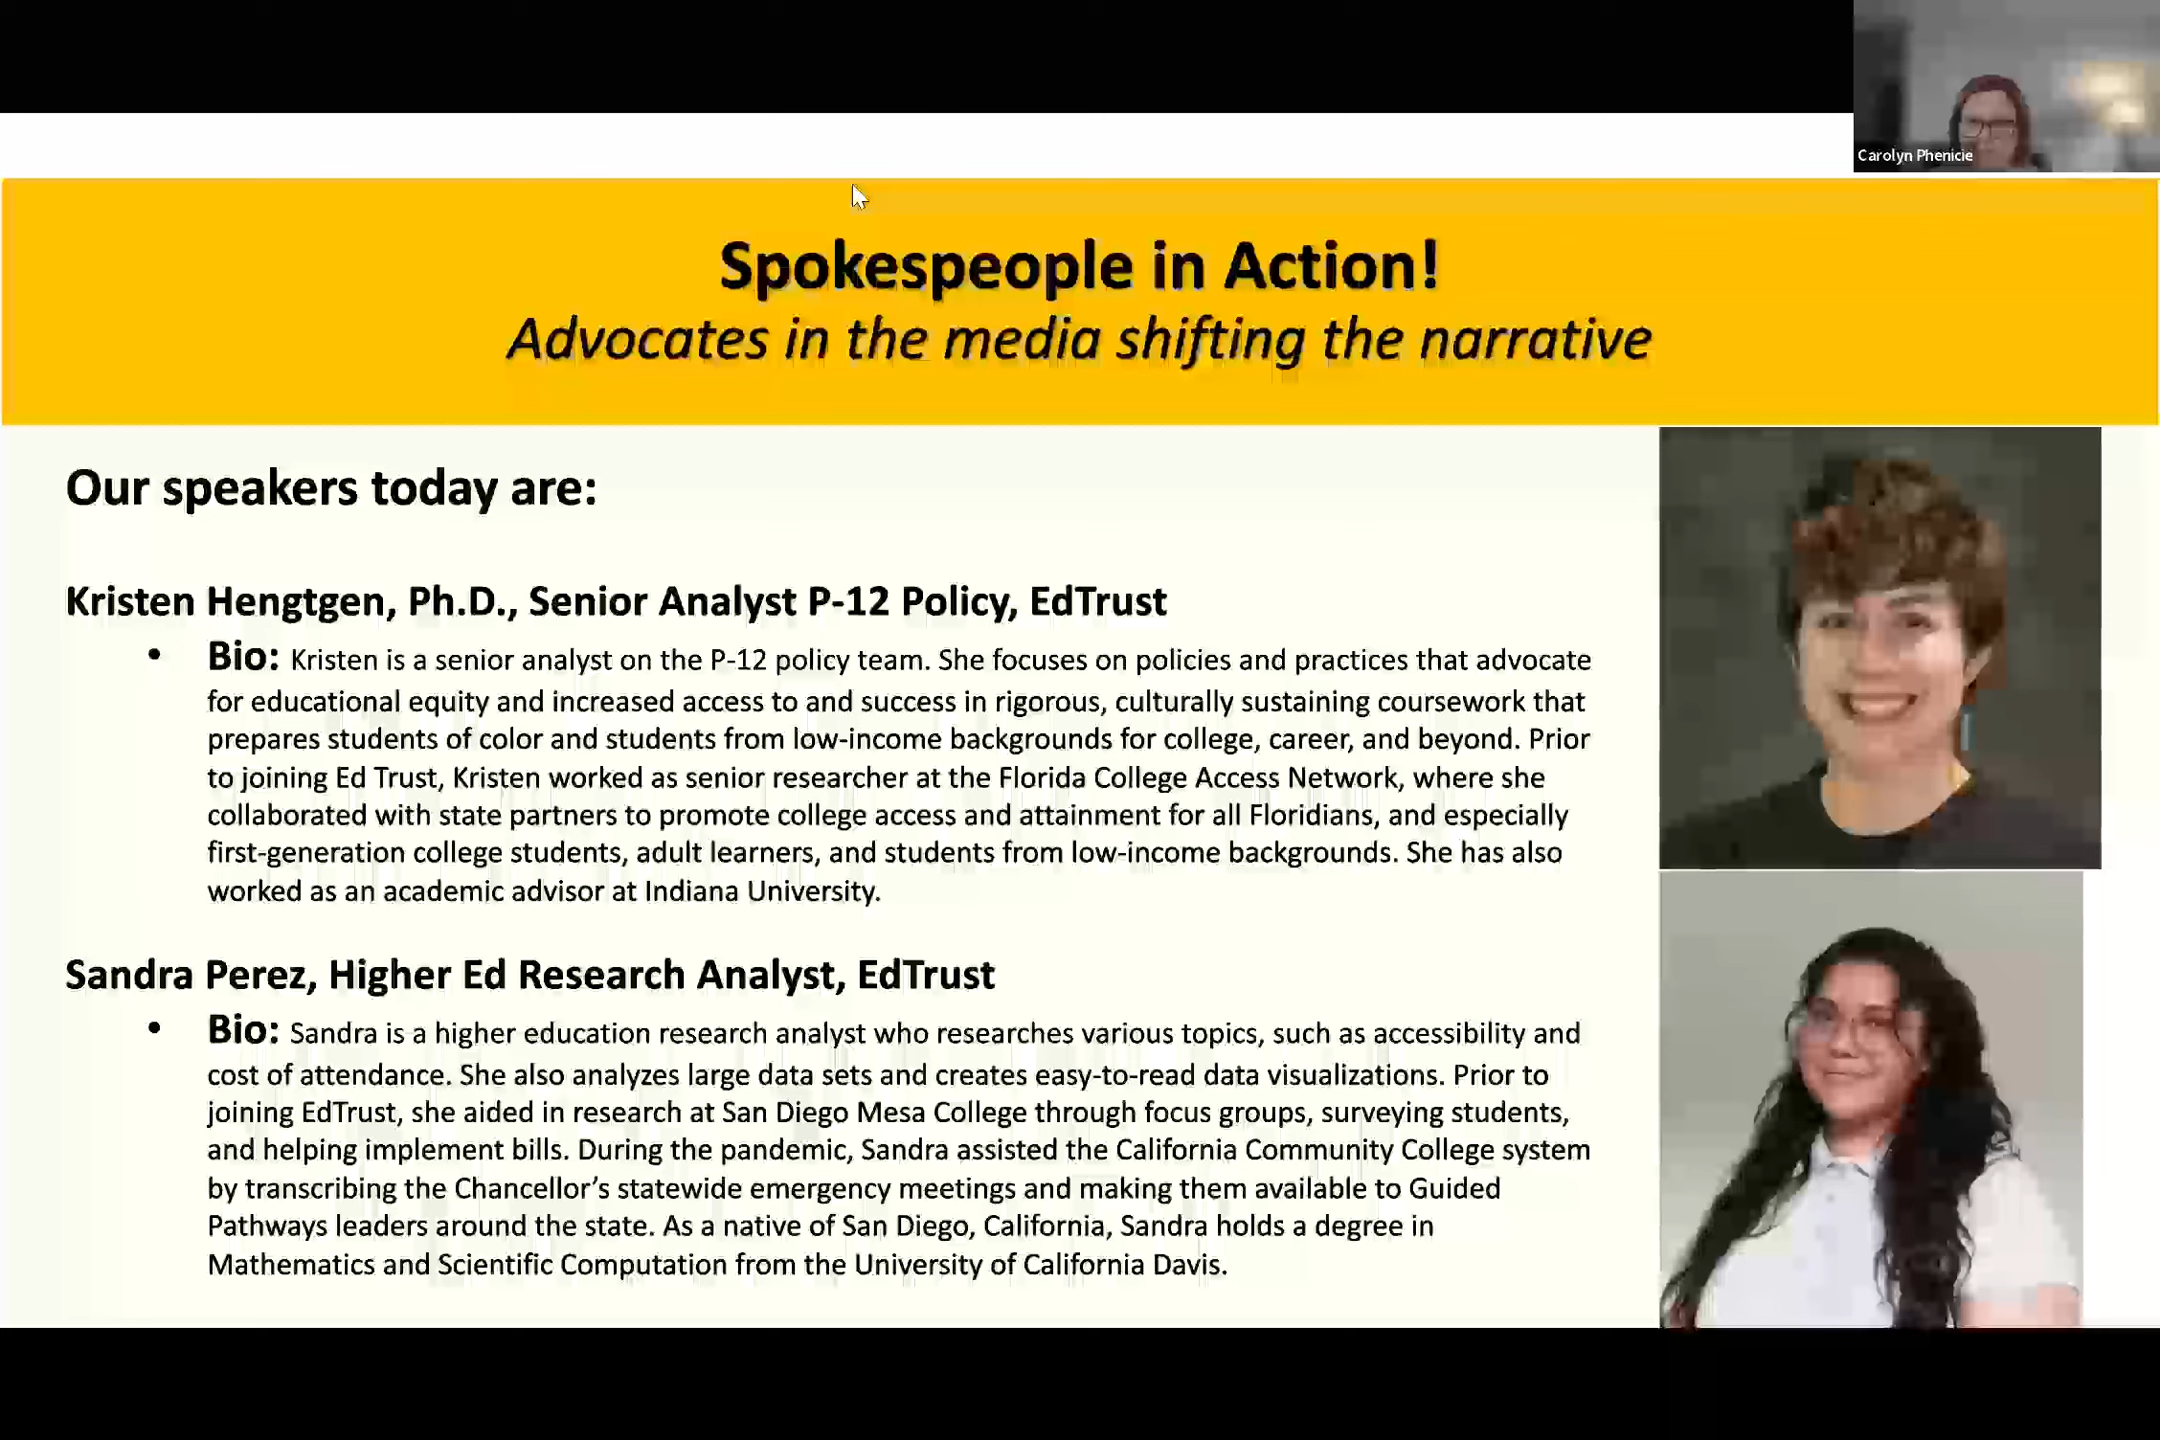 Carolyn Phenicie
Spokespeople in Action!
Advocates in the media shifting the narrative
Our speakers today are:
Kristen Hengtgen, Ph.D., Senior Analyst P-12 Policy, EdTrust
• Bio: Kristen is a senior analyst on the P-12 policy team. She focuses on policies and practices that advocate
for educational equity and increased access to and success in rigorous, culturally sustaining coursework that
prepares students of color and students from low-income backgrounds for college, career, and beyond. Prior
to joining Ed Trust, Kristen worked as senior researcher at the Florida College Access Network, where she
collaborated with state partners to promote college access and attainment for all Floridians, and especially
first-generation college students, adult learners, and students from low-income backgrounds. She has also
worked as an academic advisor at Indiana University.
Sandra Perez, Higher Ed Research Analyst, EdTrust
• Bio: Sandra is a higher education research analyst who researches various topics, such as accessibility and
cost of attendance. She also analyzes large data sets and creates easy-to-read data visualizations. Prior to
joining EdTrust, she aided in research at San Diego Mesa College through focus groups, surveying students,
and helping implement bills. During the pandemic, Sandra assisted the California Community College system
by transcribing the Chancellor’s statewide emergency meetings and making them available to Guided
Pathways leaders around the state. As a native of San Diego, California, Sandra holds a degree in
Mathematics and Scientific Computation from the University of California Davis.